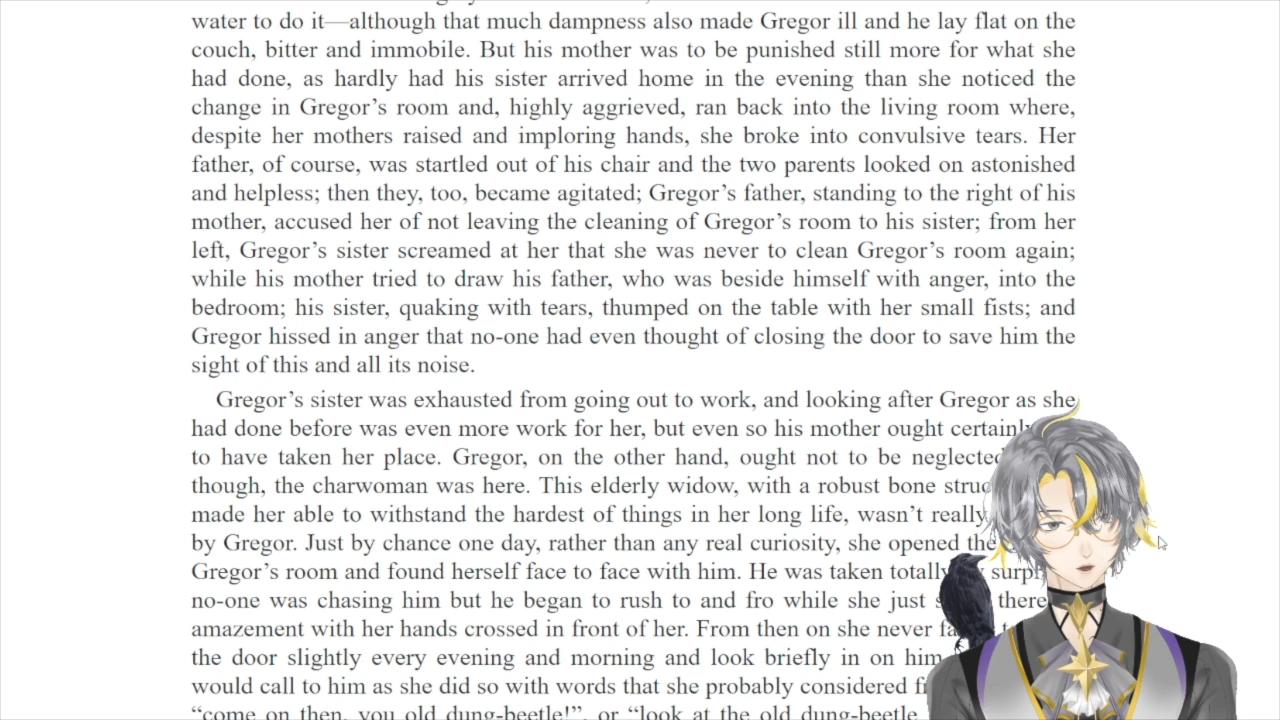 water to do it—although that much dampness also made Gregor ill and he lay flat on the
couch, bitter and immobile. But his mother was to be punished still more for what she
had done, as hardly had his sister arrived home in the evening than she noticed the
change in Gregor’s room and, highly aggrieved, ran back into the living room where,
despite her mothers raised and imploring hands, she broke into convulsive tears. Her
father, of course, was startled out of his chair and the two parents looked on astonished
and helpless; then they, too, became agitated; Gregor’s father, standing to the right of his
mother, accused her of not leaving the cleaning of Gregor’s room to his sister; from her
left, Gregor’s sister screamed at her that she was never to clean Gregor’s room again;
while his mother tried to draw his father, who was beside himself with anger, into the
bedroom; his sister, quaking with tears, thumped on the table with her small fists; and
Gregor hissed in anger that no-one had even thought of closing the door to save him the
sight of this and all its noise.
Gregor’s sister was exhausted from going out to work, and looking after Gregor as she
had done before was even more work for her, but even so his mother ought certainly
to have taken her place. Gregor, on the other hand, ought not to be neglected
though, the charwoman was here. This elderly widow, with a robust bone
made her able to withstand the hardest of things in her long life, wasn’t really
by Gregor. Just by chance one day, rather than any real curiosity, she opened the
Gregor’s room and found herself face to face with him. He was taken totally
no-one was chasing him but he began to rush to and fro while she just there
amazement with her hands crossed in front of her. From then on she never
the door slightly every evening and morning and look briefly in on him
would call to him as she did so with words that she probably considered
“come on then, you old dung-beetle!”, or “look at the old dung-beetle